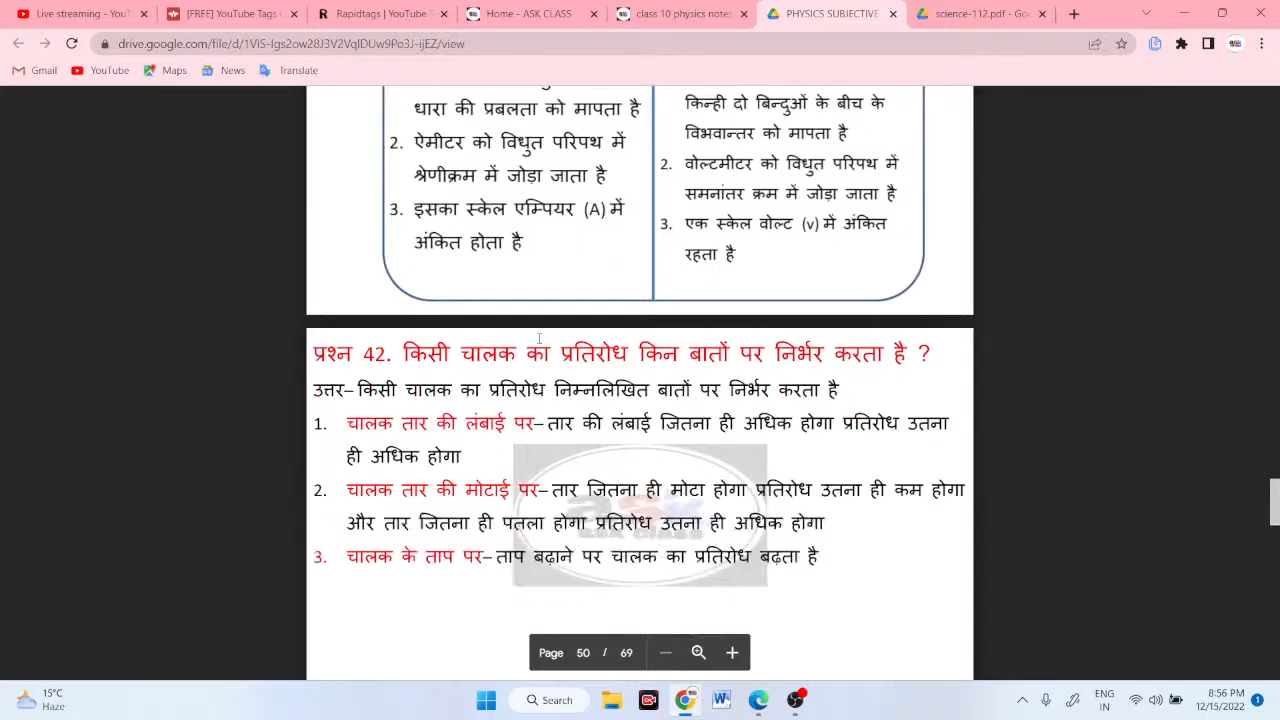 Live streaming - YouT
[FREE] YouTube Tags
Rapidtags | YouTube
Home - ASK CLASS
class 10 physics notes
PHYSICS SUBJECTIVE
science-112.pdf - Goo
drive.google.com/file/d/1ViS-Igs2ow28J3V2VqlDUw9Po3J-ijEZ/view
Gmail
YouTube
Maps
News
Translate
धारा की प्रबलता को मापता है
2. ऐमीटर को विधुत परिपथ में
श्रेणीक्रम में जोड़ा जाता है
3. इसका स्केल एम्पियर (A) में
अंकित होता है
किन्ही दो बिन्दुओं के बीच के
विभवान्तर को मापता है
2. वोल्टमीटर को विधुत परिपथ में
समनांतर क्रम में जोड़ा जाता है
3. एक स्केल वोल्ट (v) में अंकित
रहता है
प्रश्न 42. किसी चालक का प्रतिरोध किन बातों पर निर्भर करता है ?
उत्तर– किसी चालक का प्रतिरोध निम्नलिखित बातों पर निर्भर करता है
1. चालक तार की लंबाई पर– तार की लंबाई जितना ही अधिक होगा प्रतिरोध उतना
ही अधिक होगा
2. चालक तार की मोटाई पर– तार जितना ही मोटा होगा प्रतिरोध उतना ही कम होगा
और तार जितना ही पतला होगा प्रतिरोध उतना ही अधिक होगा
3. चालक के ताप पर– ताप बढ़ाने पर चालक का प्रतिरोध बढ़ता है
ask
ASK CLASS
Page 50 / 69
15°C
Haze
Search
ENG
IN
8:56 PM
12/15/2022
1